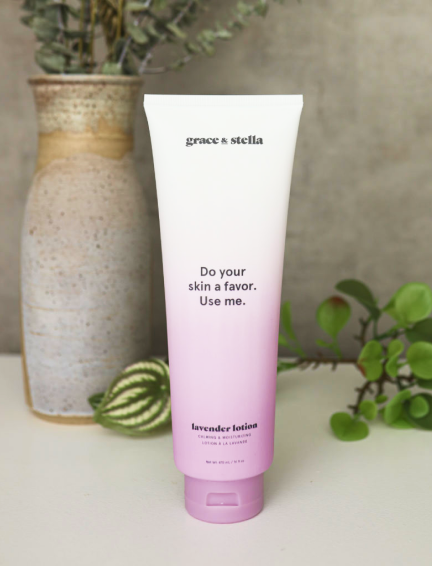 grace & stella
Do your
skin a favor.
Use me.
lavender lotion
CALMING & MOISTURIZING
LOTION À LA LAVANDE